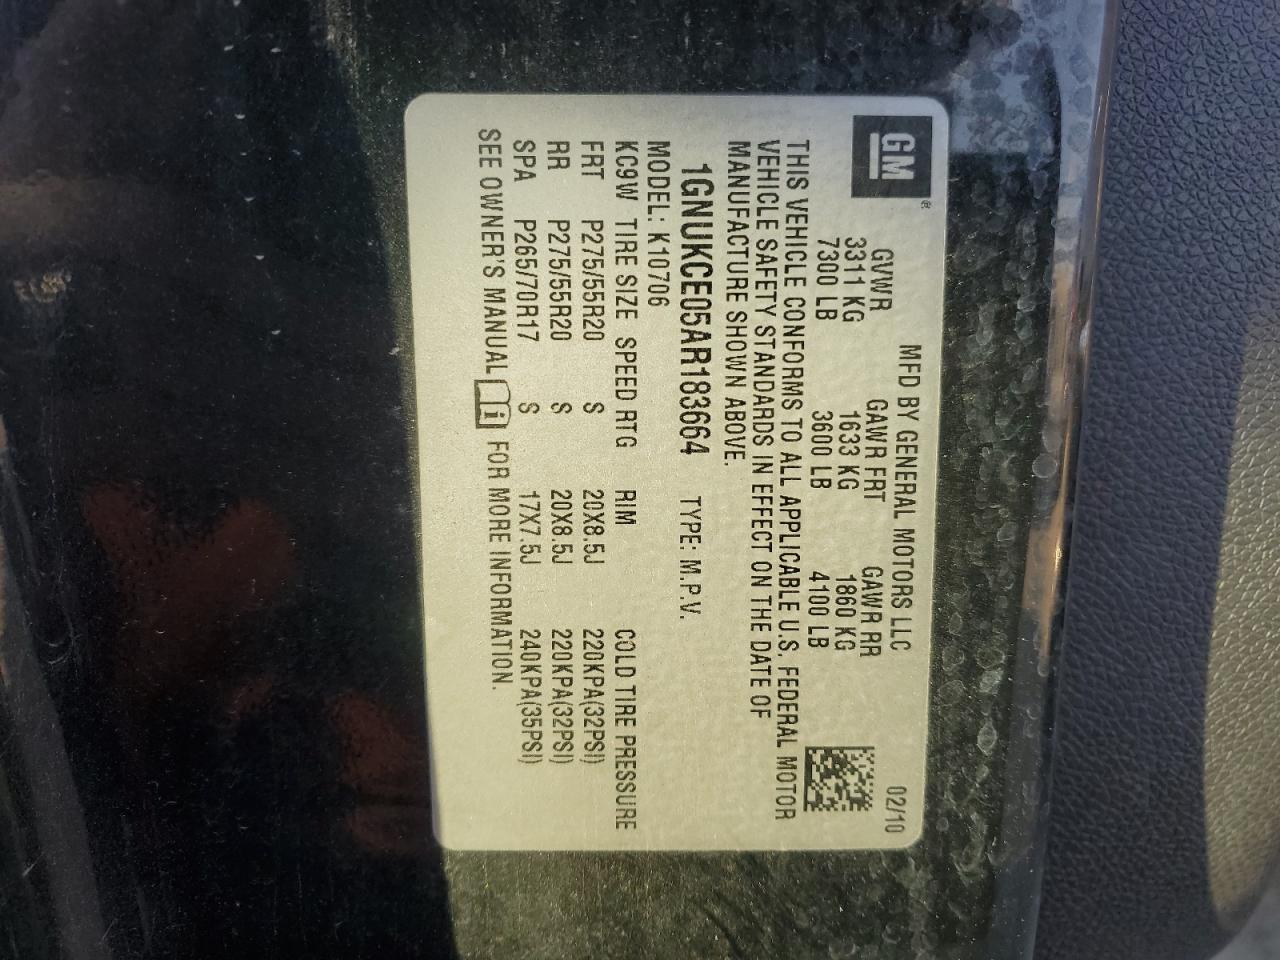 GM®
MFD BY GENERAL MOTORS LLC 02/10
GVWR GAWR FRT GAWR RR
3311 KG 1633 KG 1860 KG
7300 LB 3600 LB 4100 LB
THIS VEHICLE CONFORMS TO ALL APPLICABLE U.S. FEDERAL MOTOR
VEHICLE SAFETY STANDARDS IN EFFECT ON THE DATE OF
MANUFACTURE SHOWN ABOVE.
1GNUKCE05AR183664 TYPE: M.P.V.
MODEL: K10706
KC9W TIRE SIZE SPEED RTG RIM COLD TIRE PRESSURE
FRT P275/55R20 S 20X8.5J 220KPA(32PSI)
RR P275/55R20 S 20X8.5J 220KPA(32PSI)
SPA P265/70R17 S 17X7.5J 240KPA(35PSI)
SEE OWNER'S MANUAL i FOR MORE INFORMATION.